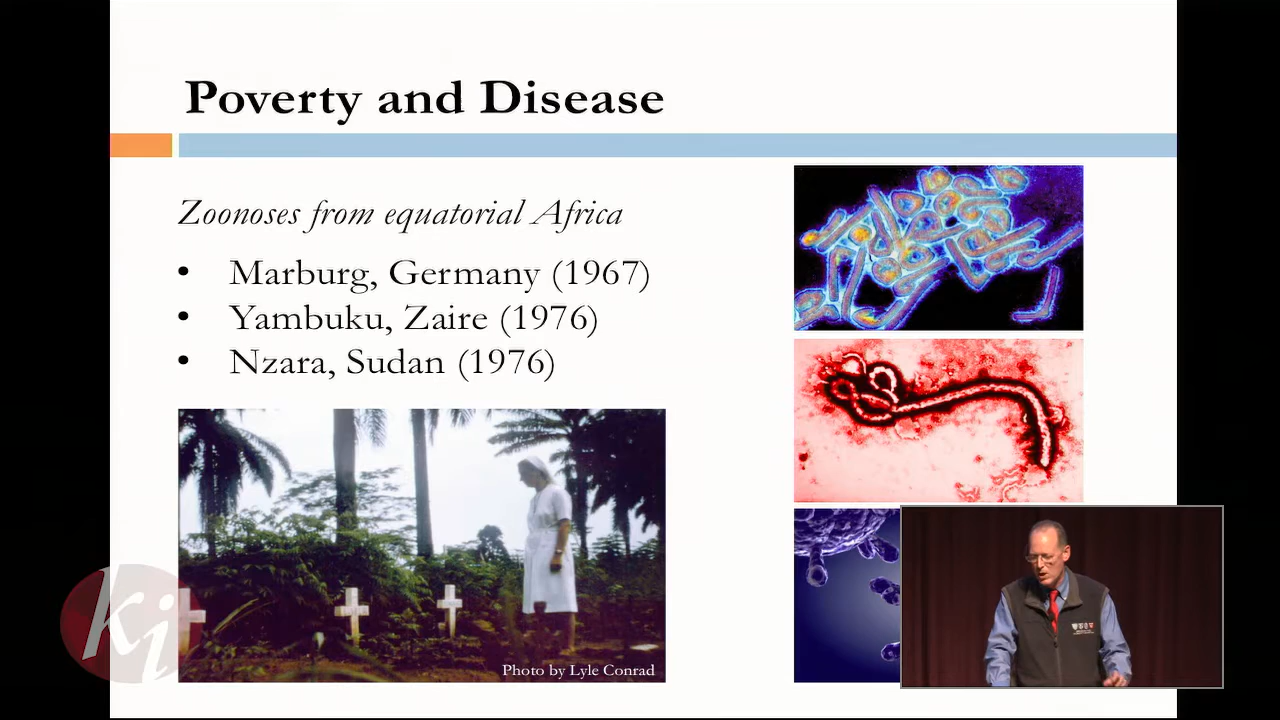 Poverty and Disease
Zoonoses from equatorial Africa
• Marburg, Germany (1967)
• Yambuku, Zaire (1976)
• Nzara, Sudan (1976)
Photo by Lyle Conrad
ki